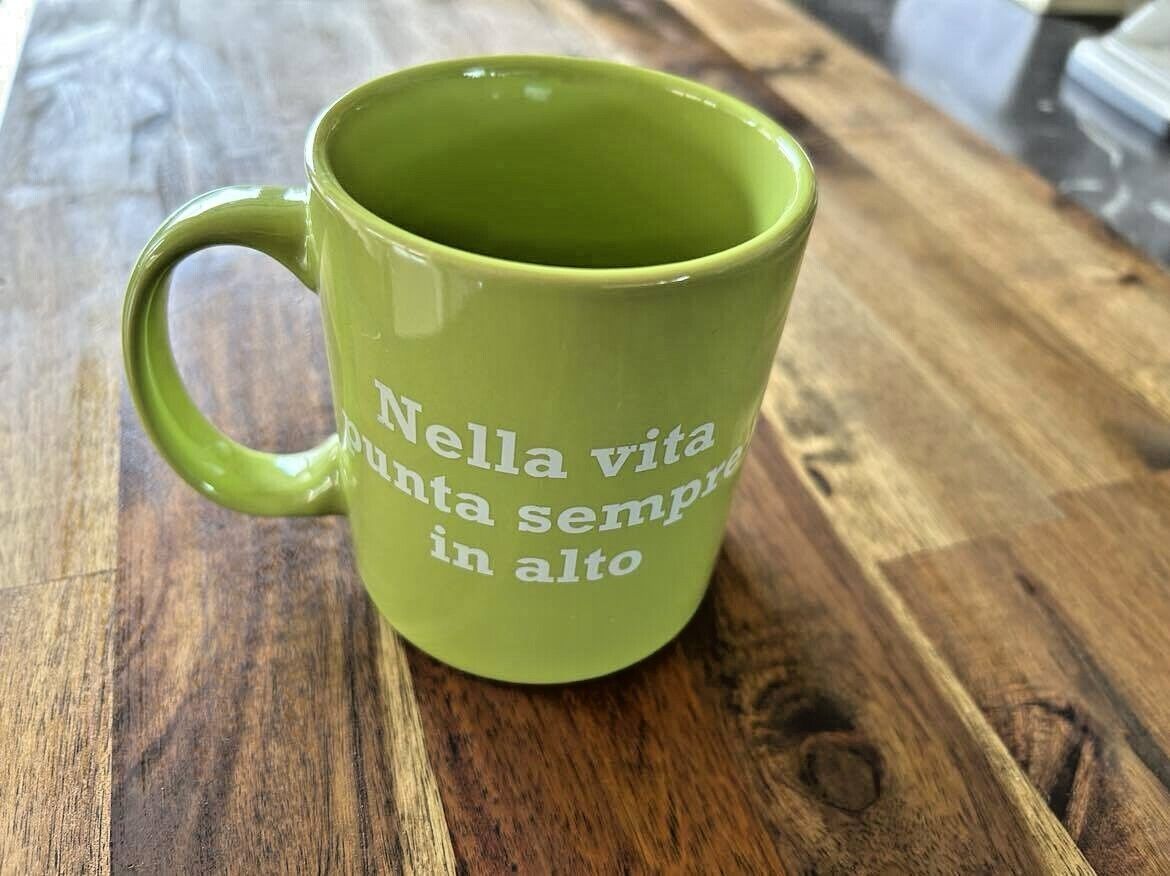 Nella vita
punta sempre
in alto